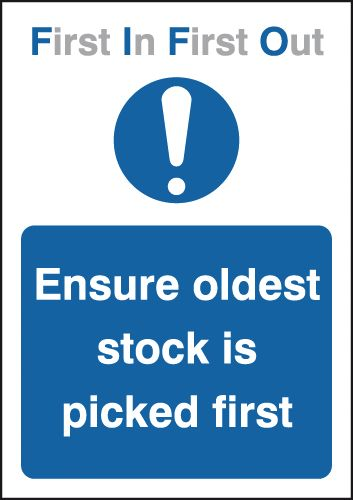 First In First Out
Ensure oldest
stock is
picked first